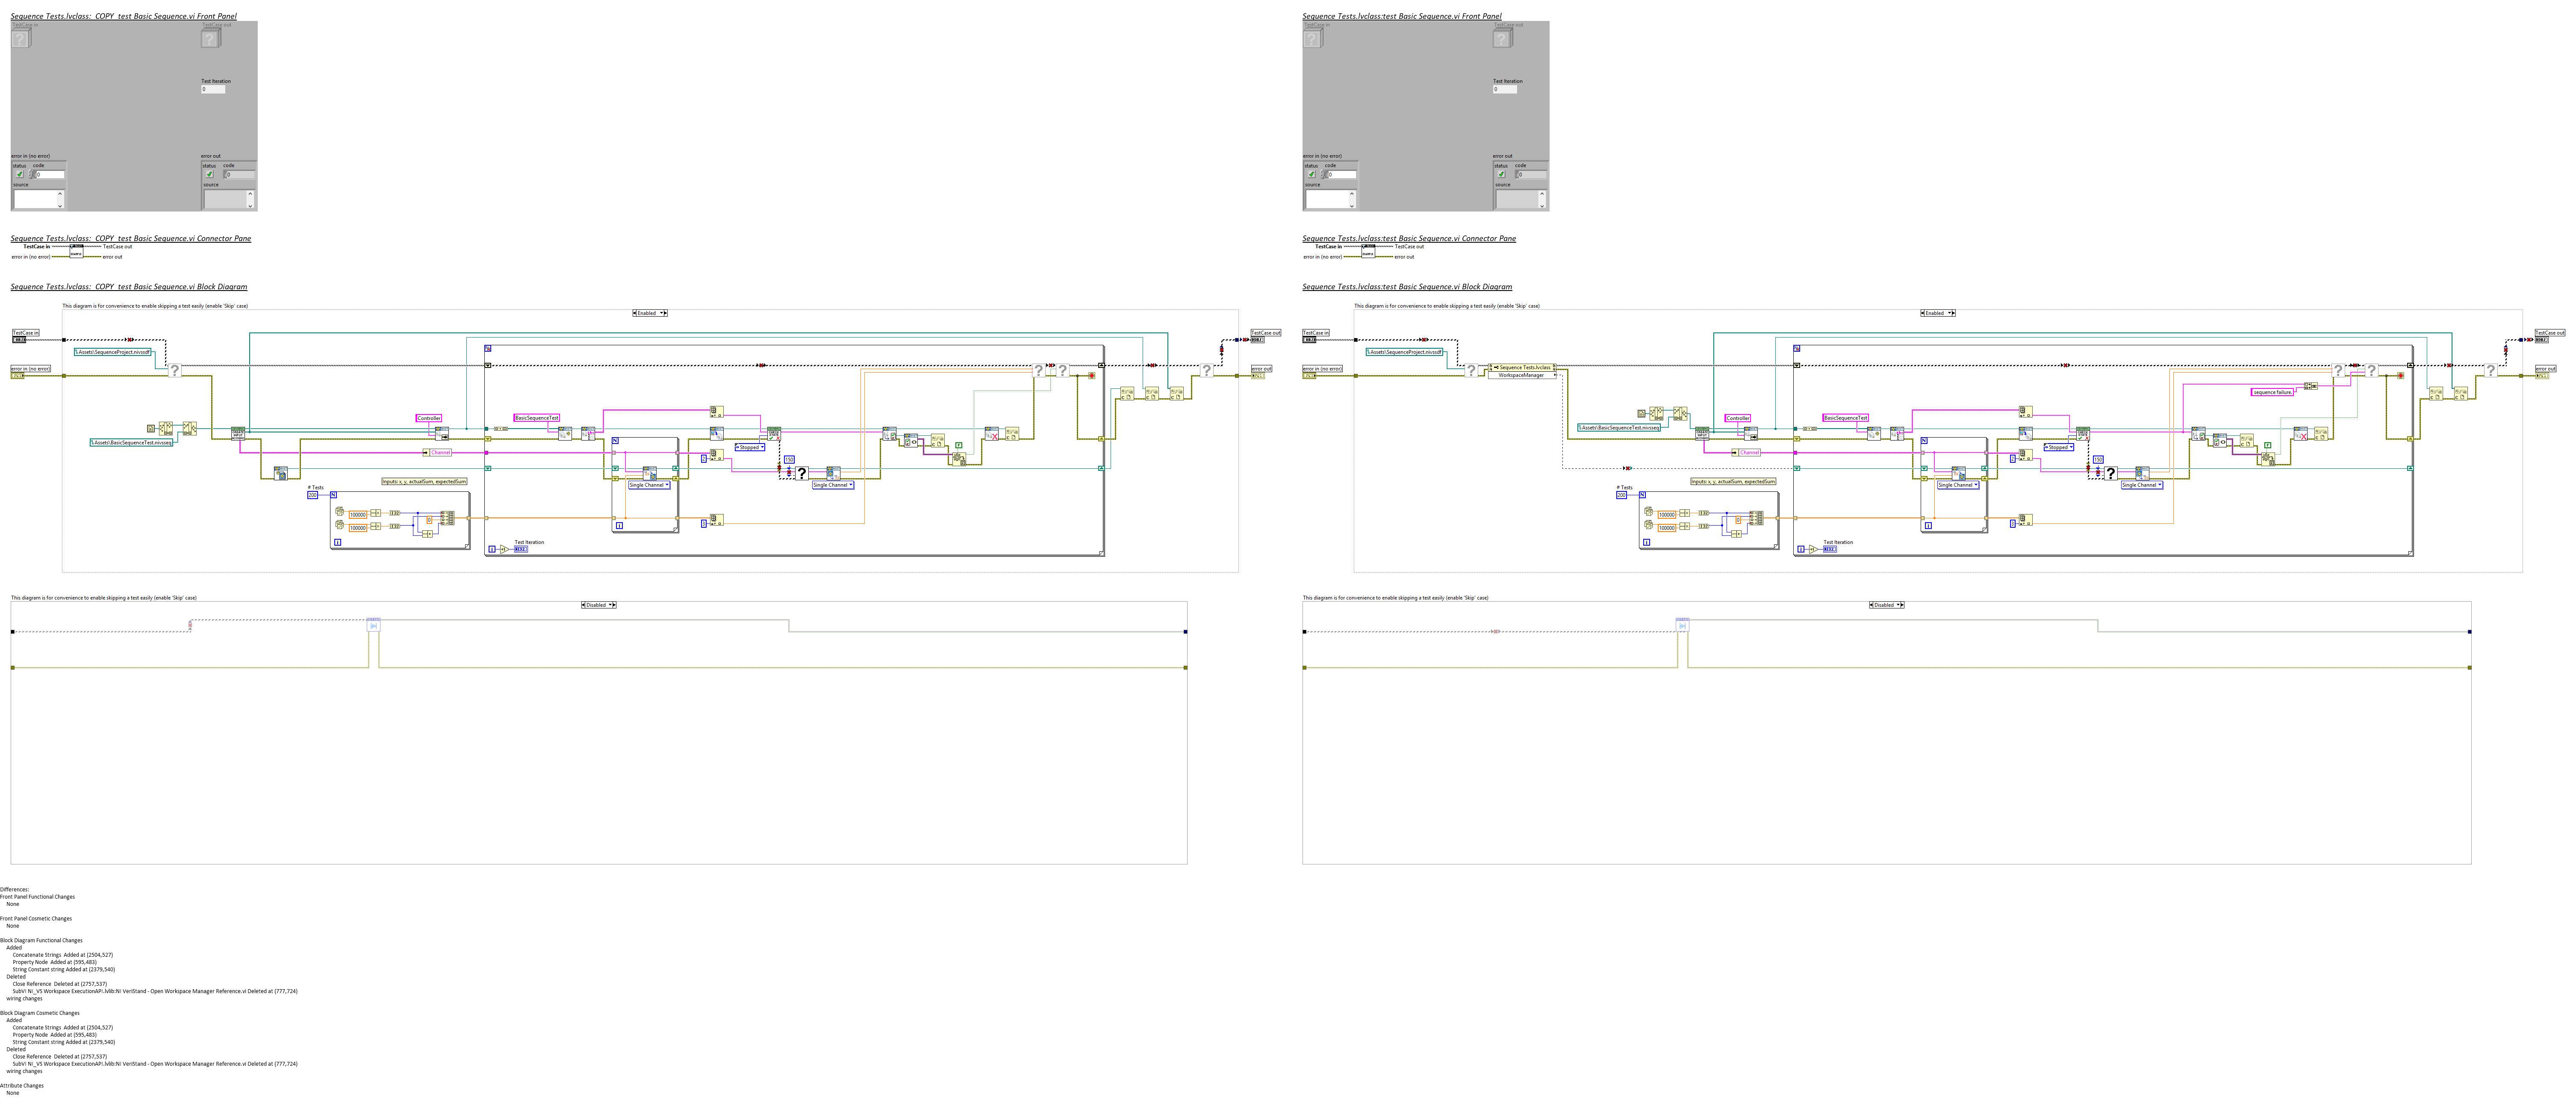 Sequence Tests.lvclass:_COPY_test Basic Sequence.vi Front Panel
TestCase in
TestCase out
Test Iteration
0
error in (no error)
error out
status code
status code
0
0
source
source
Sequence Tests.lvclass:_COPY_test Basic Sequence.vi Connector Pane
TestCase in
TestCase out
error in (no error)
error out
Sequence Tests.lvclass:_COPY_test Basic Sequence.vi Block Diagram
This diagram is for convenience to enable skipping a test easily (enable 'Skip' case)
Enabled
TestCase in
TestCase out
\Assets\SequenceProject.nivssdf
error in (no error)
error out
Controller
BasicSequenceTest
\Assets\BasicSequenceTest.nivsseq
Channel
Stopped
150
Inputs: x, y, actualSum, expectedSum
Single Channel
Single Channel
# Tests
200
100000
100000
Test Iteration
This diagram is for convenience to enable skipping a test easily (enable 'Skip' case)
Disabled
Sequence Tests.lvclass:test Basic Sequence.vi Front Panel
TestCase in
TestCase out
Test Iteration
0
error in (no error)
error out
status code
status code
0
0
source
source
Sequence Tests.lvclass:test Basic Sequence.vi Connector Pane
TestCase in
TestCase out
error in (no error)
error out
Sequence Tests.lvclass:test Basic Sequence.vi Block Diagram
This diagram is for convenience to enable skipping a test easily (enable 'Skip' case)
Enabled
TestCase in
TestCase out
\Assets\SequenceProject.nivssdf
Sequence Tests.lvclass
WorkspaceManager
error in (no error)
error out
sequence failure.
Controller
BasicSequenceTest
\Assets\BasicSequenceTest.nivsseq
Channel
Stopped
150
Inputs: x, y, actualSum, expectedSum
Single Channel
Single Channel
# Tests
200
100000
100000
Test Iteration
This diagram is for convenience to enable skipping a test easily (enable 'Skip' case)
Disabled
Differences:
Front Panel Functional Changes
None
Front Panel Cosmetic Changes
None
Block Diagram Functional Changes
Added
Concatenate Strings Added at (2504,527)
Property Node Added at (595,483)
String Constant string Added at (2379,540)
Deleted
Close Reference Deleted at (2757,537)
SubVI NI_VS Workspace ExecutionAPI.lvlib:NI VeriStand - Open Workspace Manager Reference.vi Deleted at (777,724)
wiring changes
Block Diagram Cosmetic Changes
Added
Concatenate Strings Added at (2504,527)
Property Node Added at (595,483)
String Constant string Added at (2379,540)
Deleted
Close Reference Deleted at (2757,537)
SubVI NI_VS Workspace ExecutionAPI.lvlib:NI VeriStand - Open Workspace Manager Reference.vi Deleted at (777,724)
wiring changes
Attribute Changes
None